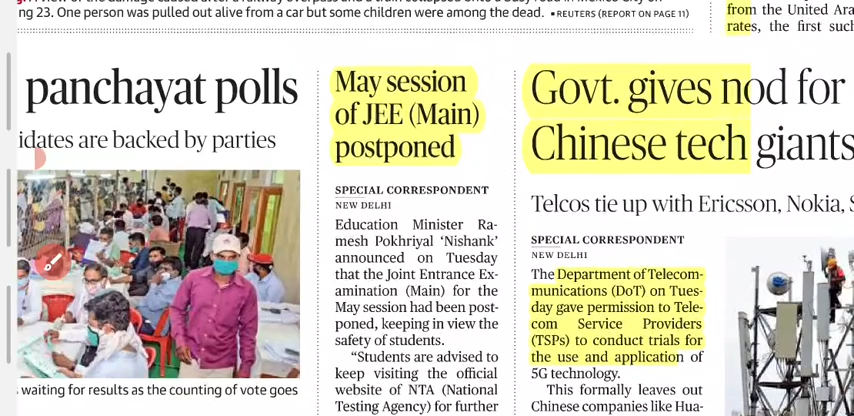 ng 23. One person was pulled out alive from a car but some children were among the dead. • REUTERS (REPORT ON PAGE 11)
from the United Ara
rates, the first such
panchayat polls
idates are backed by parties
waiting for results as the counting of vote goes
May session
of JEE (Main)
postponed
SPECIAL CORRESPONDENT
NEW DELHI
Education Minister Ra-
mesh Pokhriyal ‘Nishank’
announced on Tuesday
that the Joint Entrance Ex-
amination (Main) for the
May session had been post-
poned, keeping in view the
safety of students.
“Students are advised to
keep visiting the official
website of NTA (National
Testing Agency) for further
Govt. gives nod for
Chinese tech giants
Telcos tie up with Ericsson, Nokia, S
SPECIAL CORRESPONDENT
NEW DELHI
The Department of Telecom-
munications (DoT) on Tues-
day gave permission to Tele-
com Service Providers
(TSPs) to conduct trials for
the use and application of
5G technology.
This formally leaves out
Chinese companies like Hua-